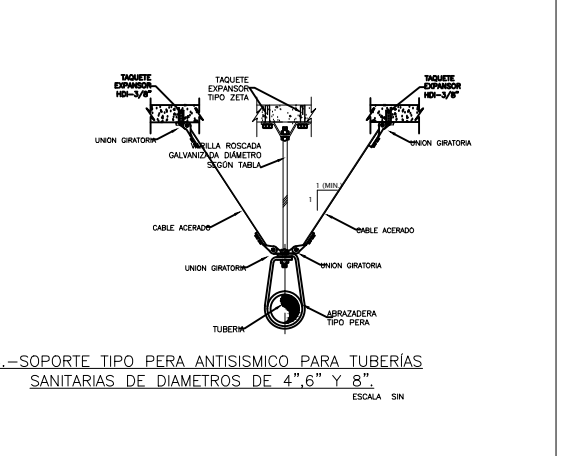 TAQUETE
EXPANSOR
HDI-3/8"
TAQUETE
EXPANSOR
TIPO ZETA
TAQUETE
EXPANSOR
HDI-3/8"
UNION GIRATORIA
VARILLA ROSCADA
GALVANIZADA DIÁMETRO
SEGÚN TABLA
UNION GIRATORIA
1 (MIN.)
1
CABLE ACERADO
CABLE ACERADO
UNION GIRATORIA
UNION GIRATORIA
TUBERIA
ABRAZADERA
TIPO PERA
.-SOPORTE TIPO PERA ANTISISMICO PARA TUBERÍAS
SANITARIAS DE DIAMETROS DE 4",6" Y 8".
ESCALA SIN